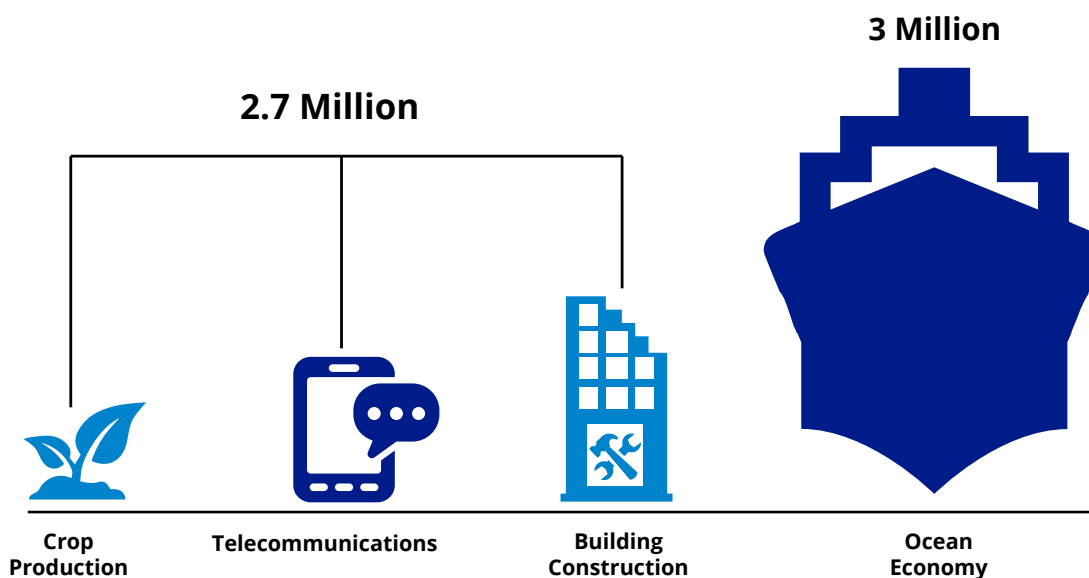 3 Million
2.7 Million
Crop
Production
Telecommunications
Building
Construction
Ocean
Economy